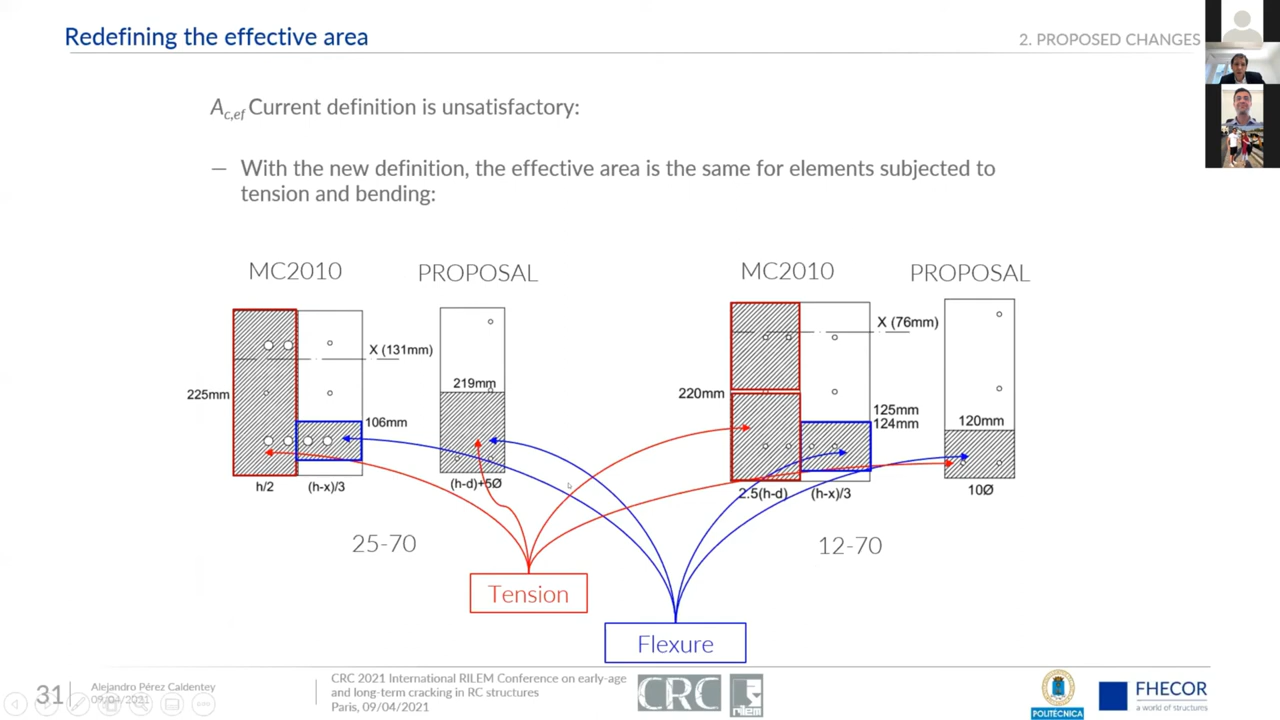 Redefining the effective area
2. PROPOSED CHANGES
Ac,ef Current definition is unsatisfactory:
— With the new definition, the effective area is the same for elements subjected to
tension and bending:
MC2010
PROPOSAL
MC2010
PROPOSAL
X (131mm)
225mm
106mm
h/2
(h-x)/3
219mm
(h-d)+5Ø
X (76mm)
220mm
125mm
124mm
2.5(h-d)
(h-x)/3
120mm
10Ø
25-70
12-70
Tension
Flexure
31
Alejandro Pérez Caldentey
09/04/2031
CRC 2021 International RILEM Conference on early-age
and long-term cracking in RC structures
Paris, 09/04/2021
CRC
rilem
POLITÉCNICA
FHECOR
a world of structures